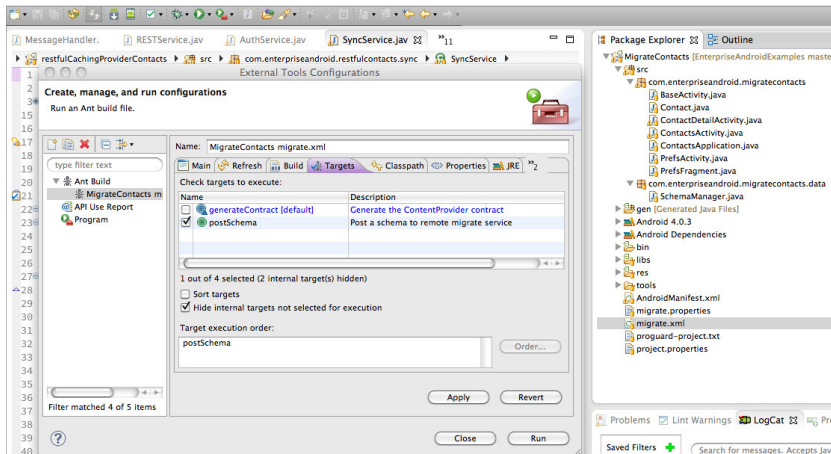 MessageHandler.
RESTService.jav
AuthService.jav
SyncService.jav
11
restfulCachingProviderContacts
src
com.enterpriseandroid.restfulcontacts.sync
SyncService
1
2
3
15
16
17
18
19
20
21
22
23
24
25
26
27
28
29
30
31
32
33
34
35
36
37
38
39
40
External Tools Configurations
Create, manage, and run configurations
Run an Ant build file.
type filter text
Ant Build
MigrateContacts m
API Use Report
Program
Filter matched 4 of 5 items
Name: MigrateContacts migrate.xml
Main Refresh Build Targets Classpath Properties JRE 2
Check targets to execute:
Name Description
generateContract [default] Generate the ContentProvider contract
postSchema Post a schema to remote migrate service
1 out of 4 selected (2 internal target(s) hidden)
Sort targets
Hide internal targets not selected for execution
Target execution order:
postSchema
Order...
Apply Revert
Close Run
Package Explorer Outline
MigrateContacts [EnterpriseAndroidExamples maste
src
com.enterpriseandroid.migratecontacts
BaseActivity.java
Contact.java
ContactDetailActivity.java
ContactsActivity.java
ContactsApplication.java
PrefsActivity.java
PrefsFragment.java
com.enterpriseandroid.migratecontacts.data
SchemaManager.java
gen [Generated Java Files]
Android 4.0.3
Android Dependencies
bin
libs
res
tools
AndroidManifest.xml
migrate.properties
migrate.xml
proguard-project.txt
project.properties
Problems Lint Warnings LogCat Pr
Saved Filters
Search for messages. Accepts Jav